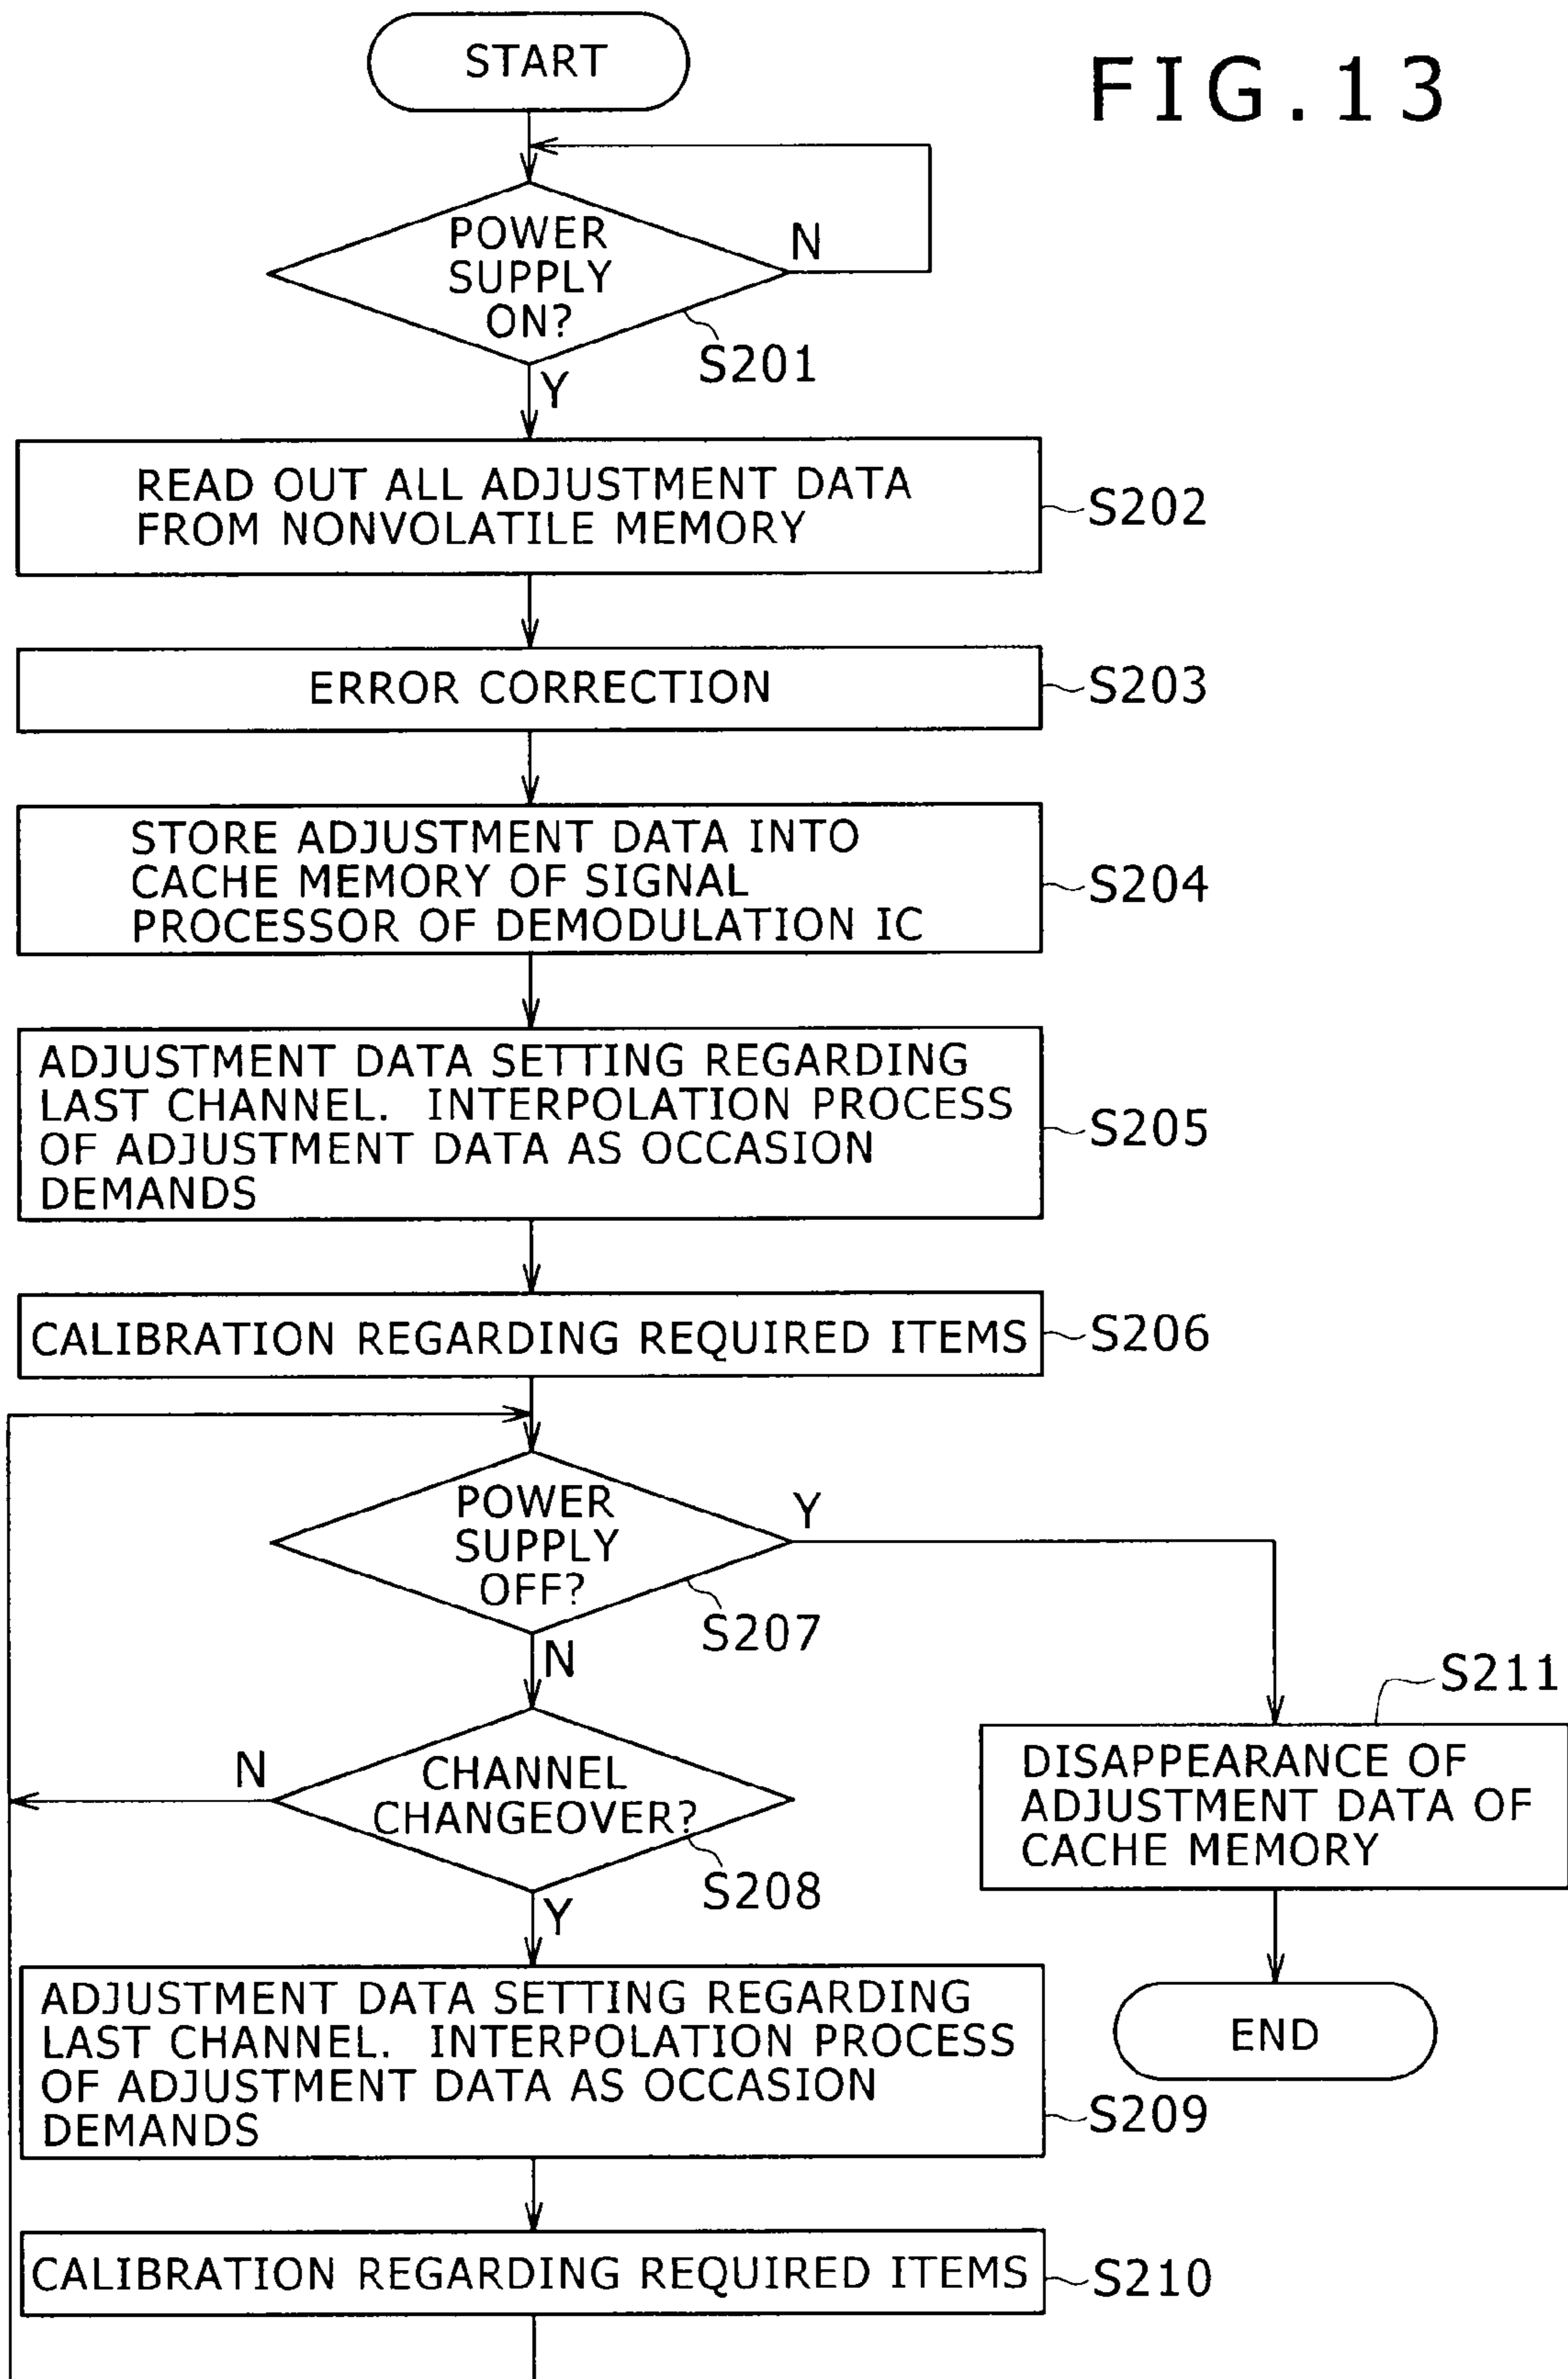 START
FIG.13
POWER
SUPPLY
ON?
N
S201
Y
READ OUT ALL ADJUSTMENT DATA
FROM NONVOLATILE MEMORY
S202
ERROR CORRECTION
S203
STORE ADJUSTMENT DATA INTO
CACHE MEMORY OF SIGNAL
PROCESSOR OF DEMODULATION IC
S204
ADJUSTMENT DATA SETTING REGARDING
LAST CHANNEL. INTERPOLATION PROCESS
OF ADJUSTMENT DATA AS OCCASION
DEMANDS
S205
CALIBRATION REGARDING REQUIRED ITEMS
S206
POWER
SUPPLY
OFF?
Y
S207
N
CHANNEL
CHANGEOVER?
N
S208
Y
S211
DISAPPEARANCE OF
ADJUSTMENT DATA OF
CACHE MEMORY
END
ADJUSTMENT DATA SETTING REGARDING
LAST CHANNEL. INTERPOLATION PROCESS
OF ADJUSTMENT DATA AS OCCASION
DEMANDS
S209
CALIBRATION REGARDING REQUIRED ITEMS
S210